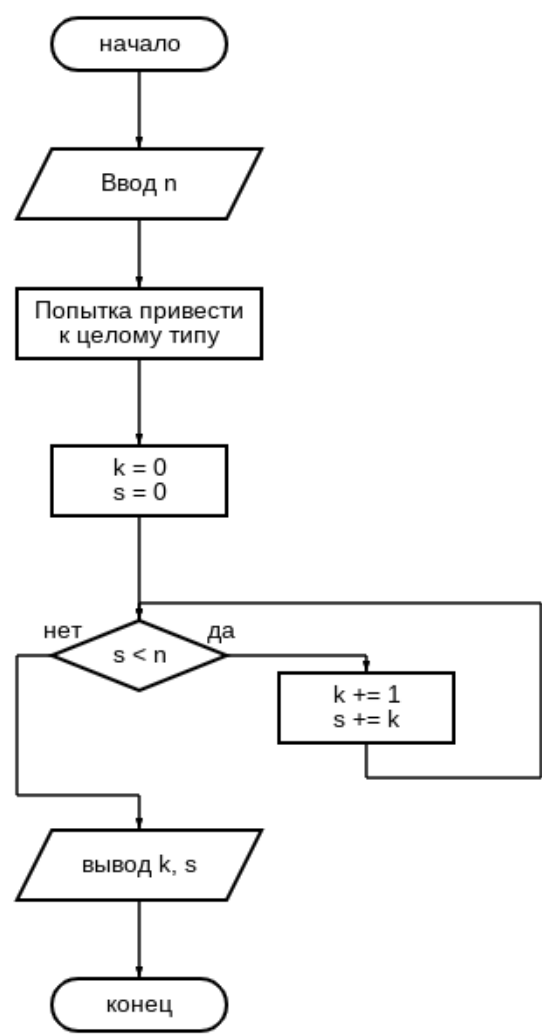 начало
Ввод n
Попытка привести
к целому типу
k = 0
s = 0
нет
да
s < n
k += 1
s += k
вывод k, s
конец